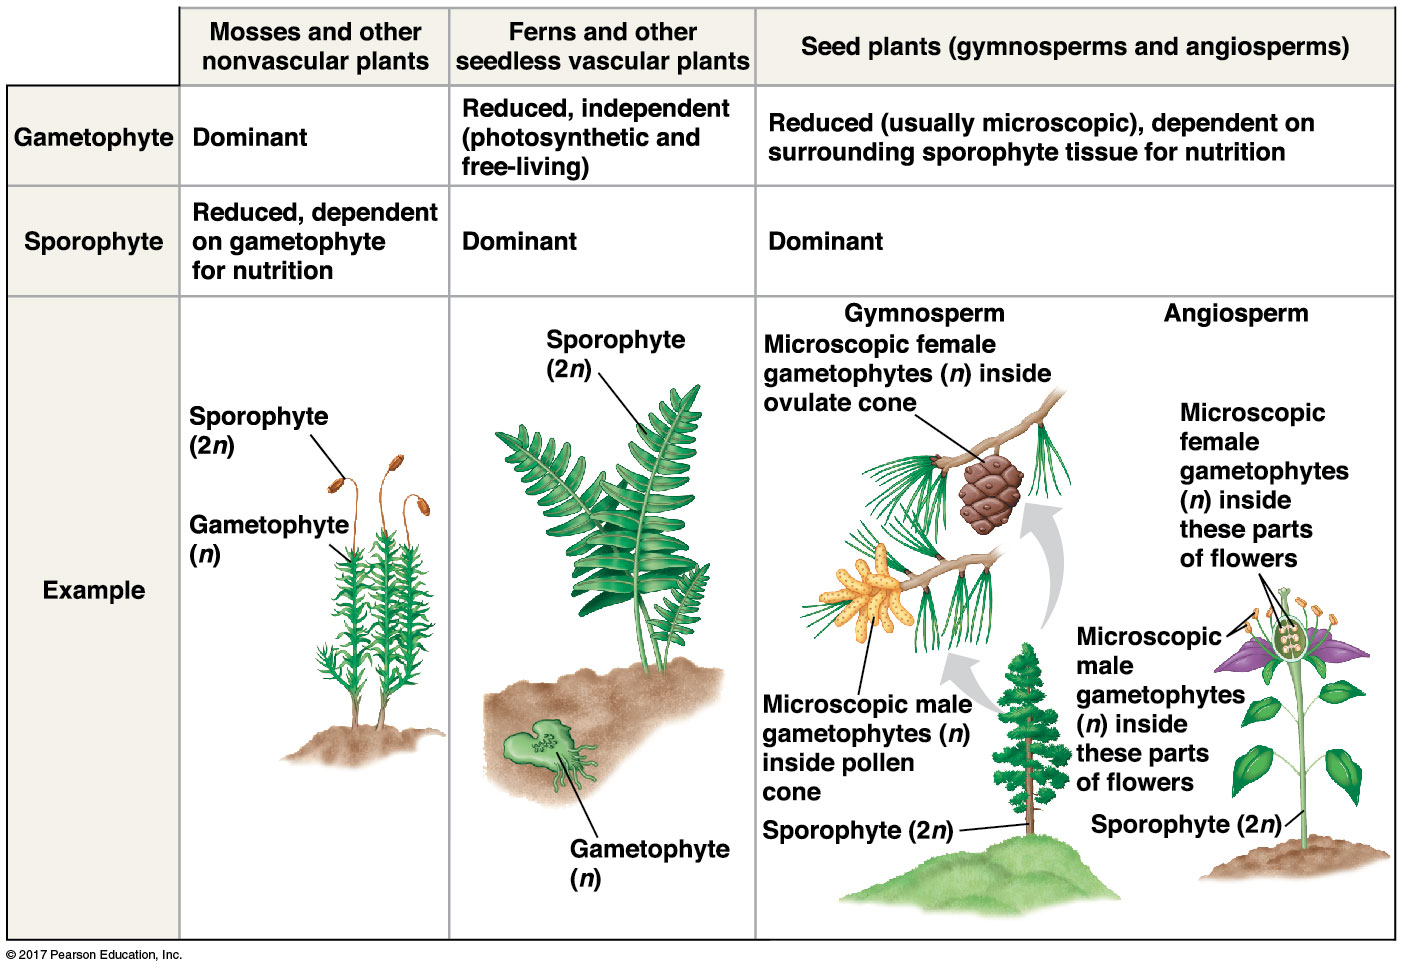 Mosses and other
nonvascular plants
Ferns and other
seedless vascular plants
Seed plants (gymnosperms and angiosperms)
Gametophyte
Dominant
Reduced, independent
(photosynthetic and
free-living)
Reduced (usually microscopic), dependent on
surrounding sporophyte tissue for nutrition
Sporophyte
Reduced, dependent
on gametophyte
for nutrition
Dominant
Dominant
Example
Sporophyte
(2n)
Gametophyte
(n)
Sporophyte
(2n)
Gametophyte
(n)
Gymnosperm
Microscopic female
gametophytes (n) inside
ovulate cone
Microscopic male
gametophytes (n)
inside pollen
cone
Sporophyte (2n)
Angiosperm
Microscopic
female
gametophytes
(n) inside
these parts
of flowers
Microscopic
male
gametophytes
(n) inside
these parts
of flowers
Sporophyte (2n)
© 2017 Pearson Education, Inc.